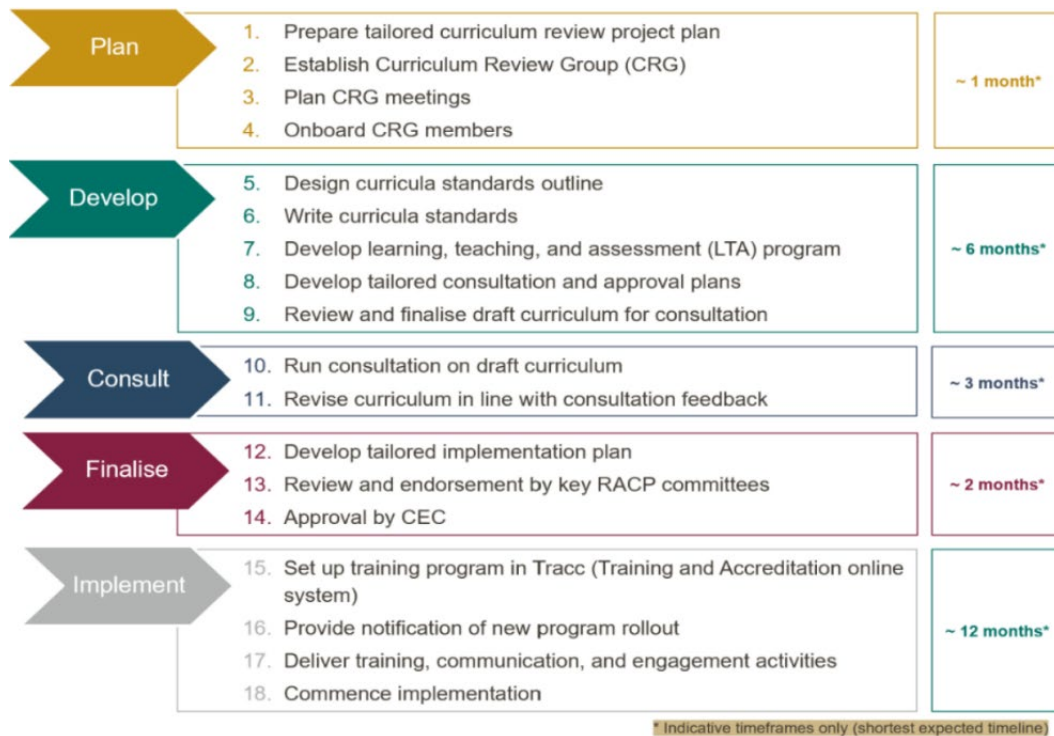 Plan
1. Prepare tailored curriculum review project plan
2. Establish Curriculum Review Group (CRG)
3. Plan CRG meetings
4. Onboard CRG members
~ 1 month*
Develop
5. Design curricula standards outline
6. Write curricula standards
7. Develop learning, teaching, and assessment (LTA) program
8. Develop tailored consultation and approval plans
9. Review and finalise draft curriculum for consultation
~ 6 months*
Consult
10. Run consultation on draft curriculum
11. Revise curriculum in line with consultation feedback
~ 3 months*
Finalise
12. Develop tailored implementation plan
13. Review and endorsement by key RACP committees
14. Approval by CEC
~ 2 months*
Implement
15. Set up training program in Tracc (Training and Accreditation online
system)
16. Provide notification of new program rollout
17. Deliver training, communication, and engagement activities
18. Commence implementation
~ 12 months*
* Indicative timeframes only (shortest expected timeline)